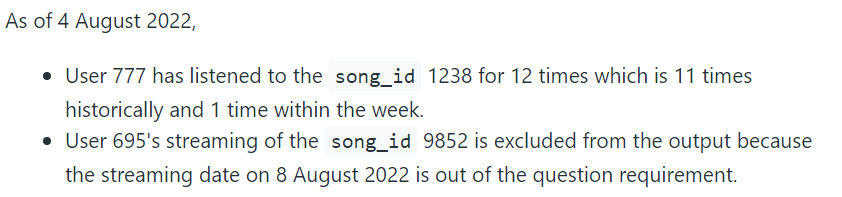 As of 4 August 2022,
• User 777 has listened to the song_id 1238 for 12 times which is 11 times
historically and 1 time within the week.
• User 695's streaming of the song_id 9852 is excluded from the output because
the streaming date on 8 August 2022 is out of the question requirement.